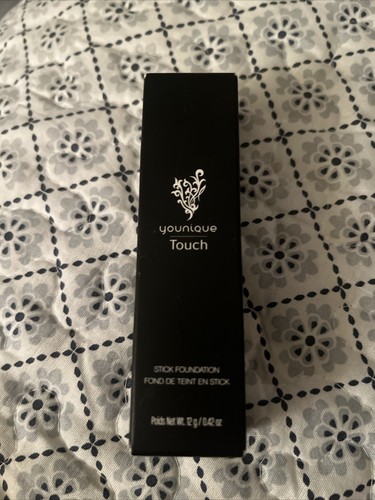 younique
Touch
STICK FOUNDATION
FOND DE TEINT EN STICK
Poids Net Wt. 12 g / 0.42 oz